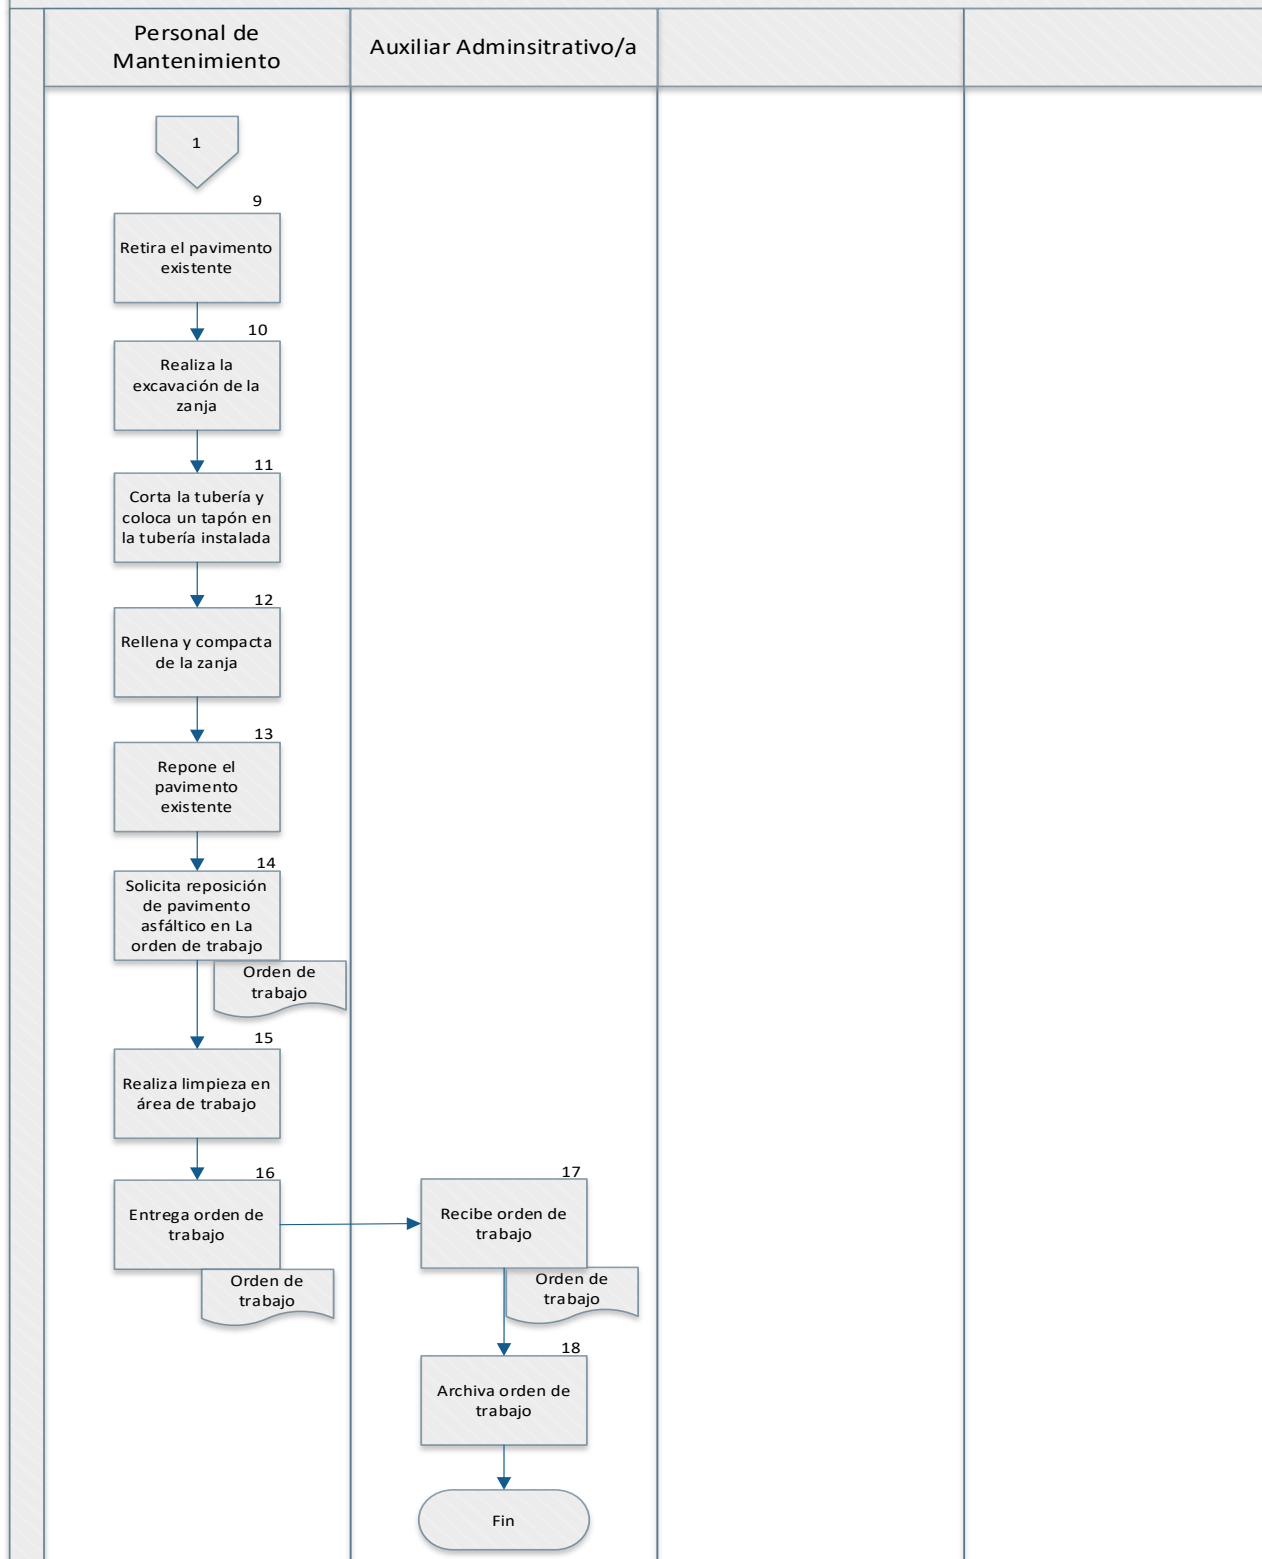 Personal de
Mantenimiento
Auxiliar Adminsitrativo/a
1
9
Retira el pavimento
existente
10
Realiza la
excavación de la
zanja
11
Corta la tubería y
coloca un tapón en
la tubería instalada
12
Rellena y compacta
de la zanja
13
Repone el
pavimento
existente
14
Solicita reposición
de pavimento
asfáltico en La
orden de trabajo
Orden de
trabajo
15
Realiza limpieza en
área de trabajo
16
Entrega orden de
trabajo
Orden de
trabajo
17
Recibe orden de
trabajo
Orden de
trabajo
18
Archiva orden de
trabajo
Fin